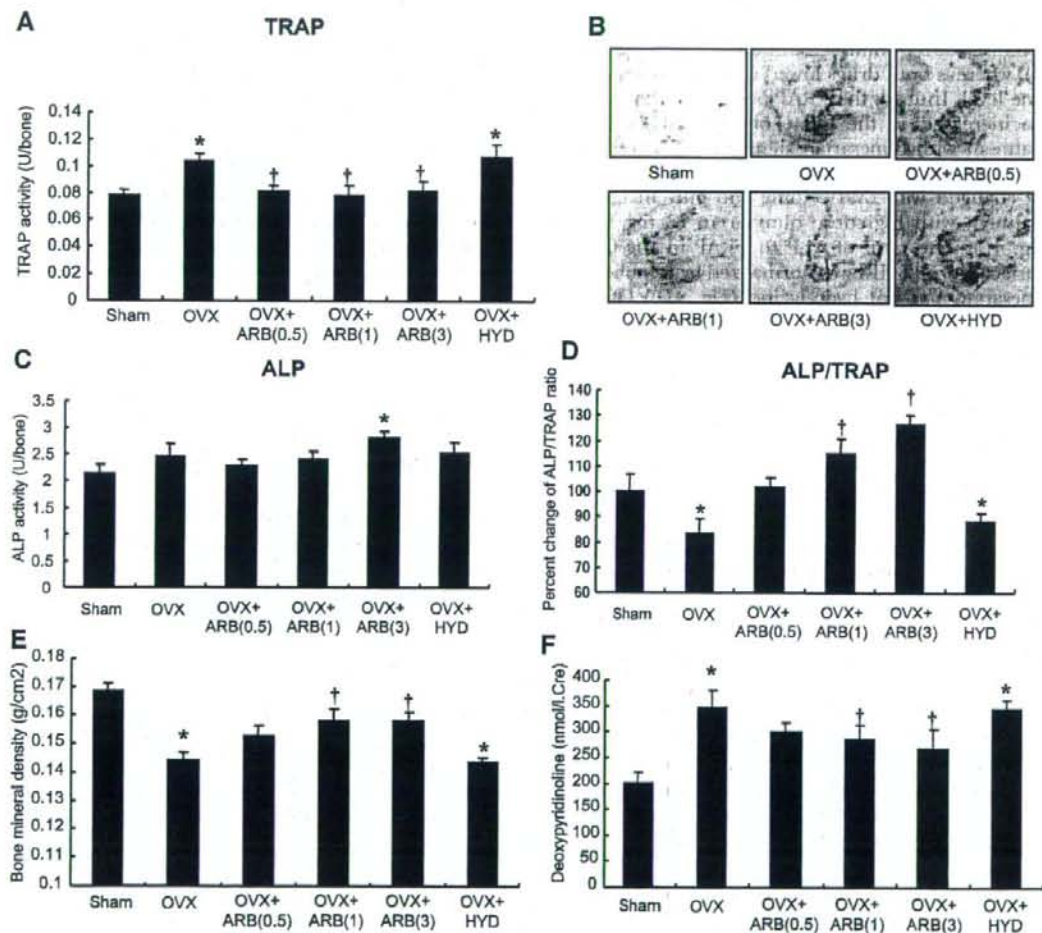 A
TRAP
TRAP activity (U/bone)
0.14
0.12
0.1
0.08
0.06
0.04
0.02
0
*
†
†
†
*
Sham
OVX
OVX+
ARB(0.5)
OVX+
ARB(1)
OVX+
ARB(3)
OVX+
HYD
B
Sham
OVX
OVX+ARB(0.5)
OVX+ARB(1)
OVX+ARB(3)
OVX+HYD
C
ALP
ALP activity (U/bone)
3.5
3
2.5
2
1.5
1
0.5
0
*
Sham
OVX
OVX+
ARB(0.5)
OVX+
ARB(1)
OVX+
ARB(3)
OVX+
HYD
D
ALP/TRAP
Percent change of ALP/TRAP ratio
140
130
120
110
100
90
80
70
60
*
†
†
*
Sham
OVX
OVX+
ARB(0.5)
OVX+
ARB(1)
OVX+
ARB(3)
OVX+
HYD
E
Bone mineral density (g/cm2)
0.17
0.16
0.15
0.14
0.13
0.12
0.11
0.1
*
†
†
*
Sham
OVX
OVX+
ARB(0.5)
OVX+
ARB(1)
OVX+
ARB(3)
OVX+
HYD
F
Deoxypyridinoline (nmol/l.Cre)
400
350
300
250
200
150
100
50
0
*
†
†
*
Sham
OVX
OVX+
ARB(0.5)
OVX+
ARB(1)
OVX+
ARB(3)
OVX+
HYD